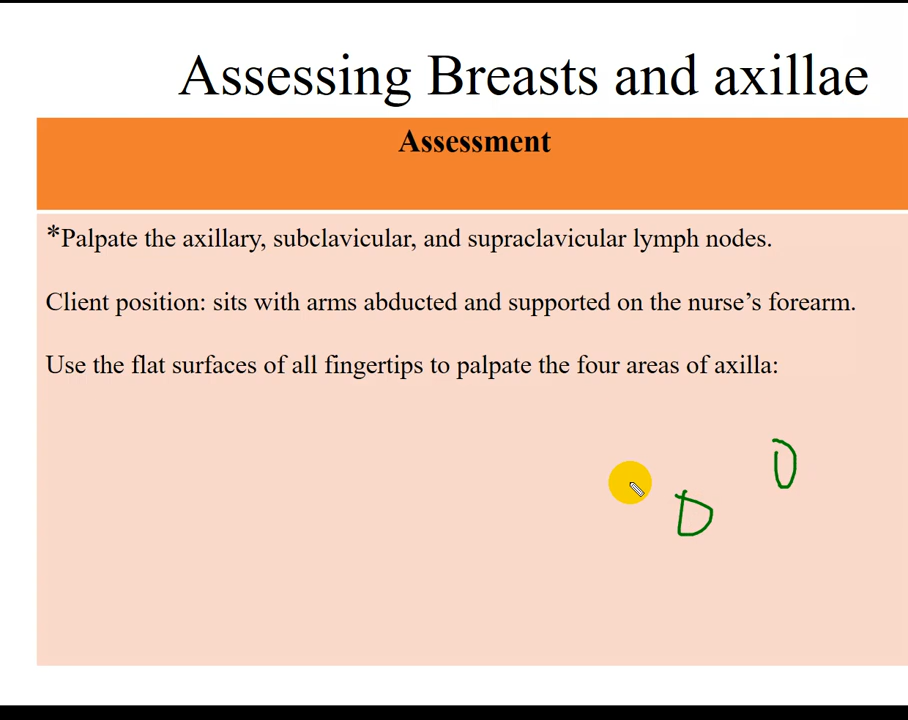 Assessing Breasts and axillae
Assessment
*Palpate the axillary, subclavicular, and supraclavicular lymph nodes.
Client position: sits with arms abducted and supported on the nurse’s forearm.
Use the flat surfaces of all fingertips to palpate the four areas of axilla:
D
D